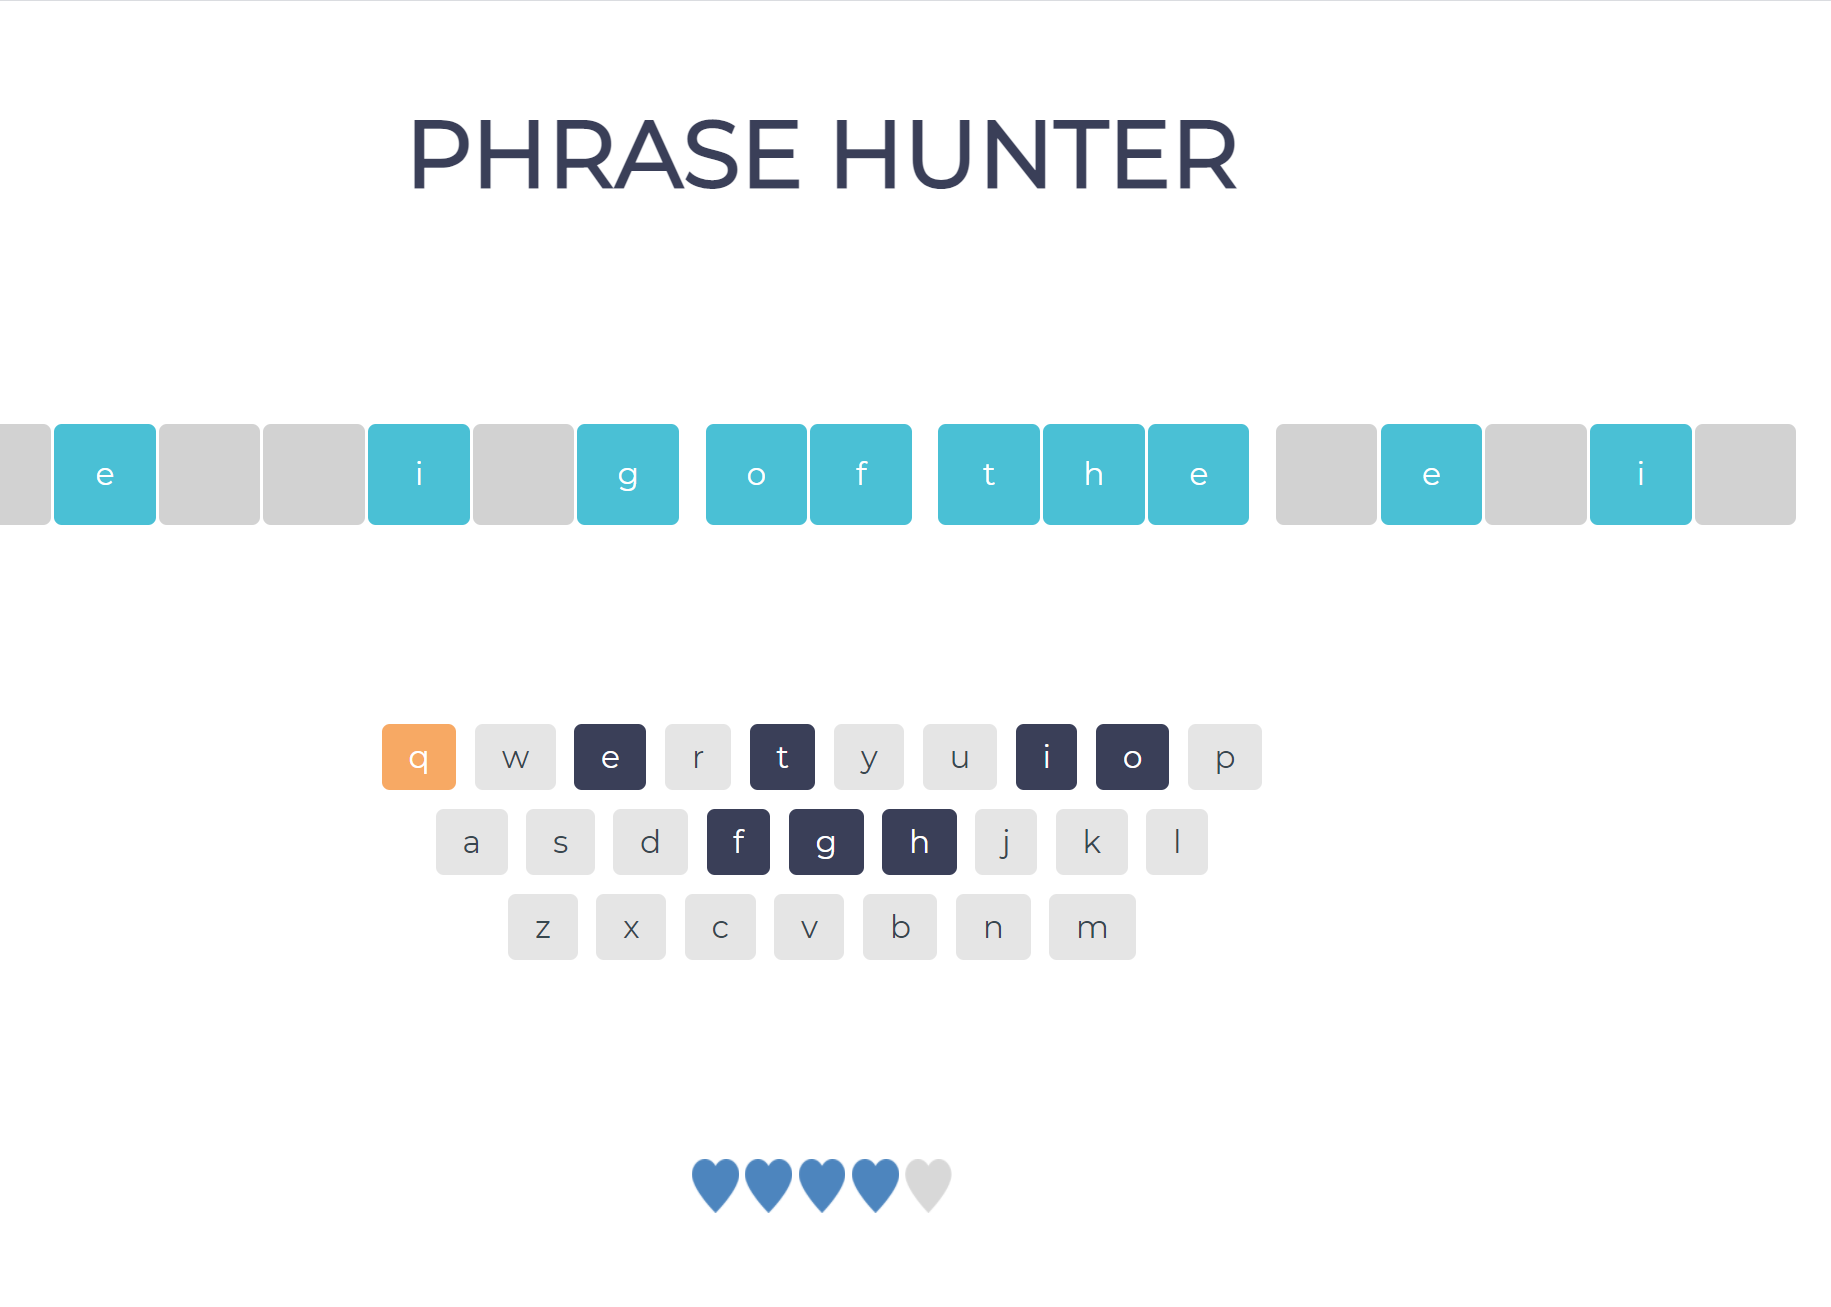 PHRASE HUNTER
e i g o f t h e e i
q w e r t y u i o p
a s d f g h j k l
z x c v b n m